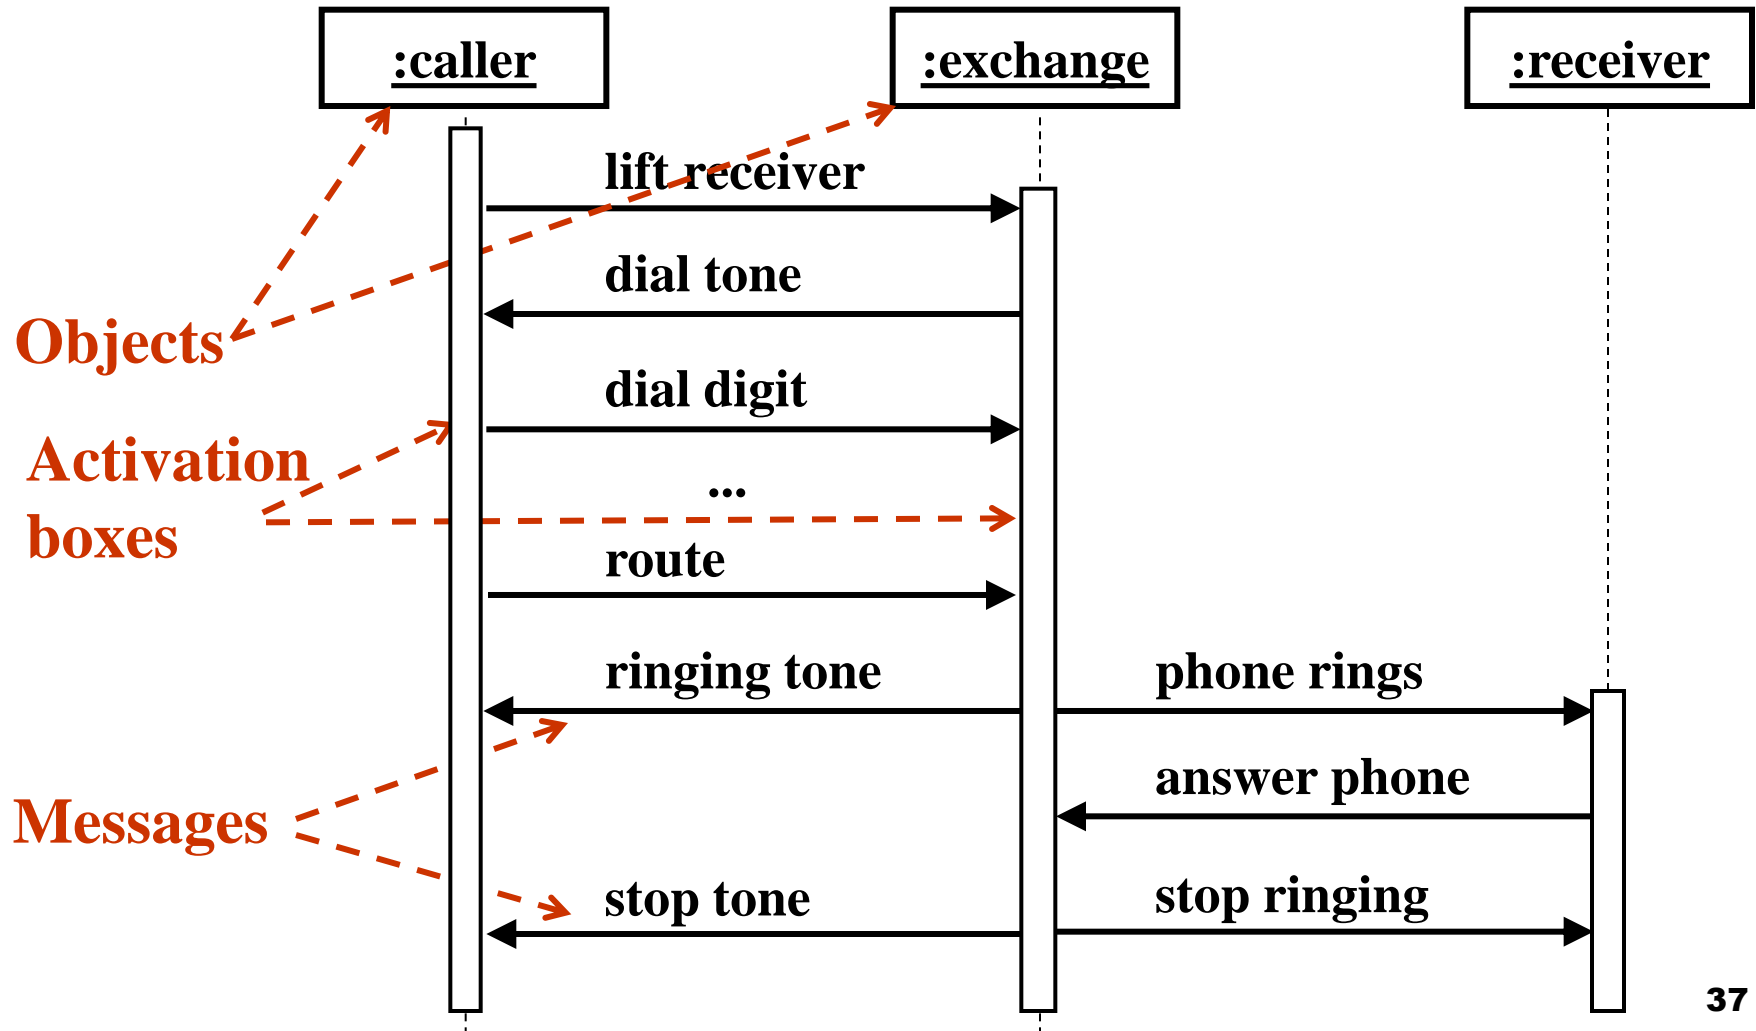 :caller
:exchange
:receiver
lift receiver
dial tone
Objects
dial digit
Activation
boxes
...
route
ringing tone
phone rings
answer phone
Messages
stop tone
stop ringing
37